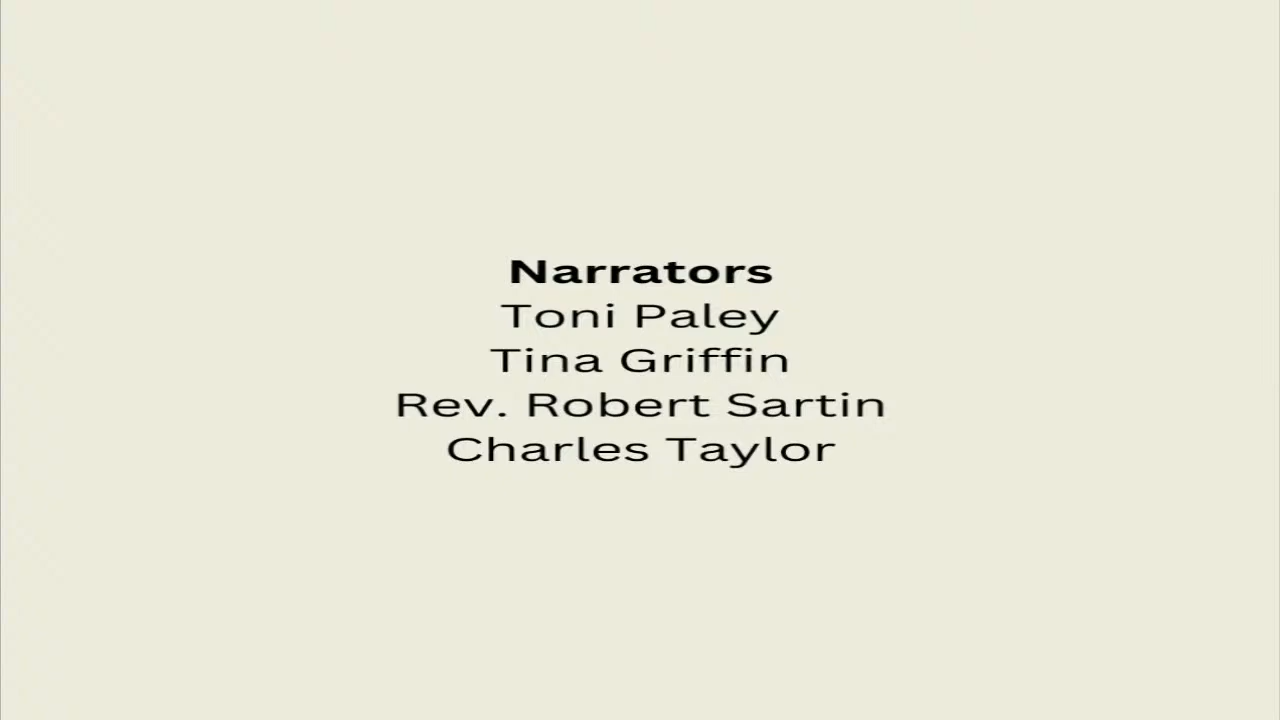 Narrators
Toni Paley
Tina Griffin
Rev. Robert Sartin
Charles Taylor